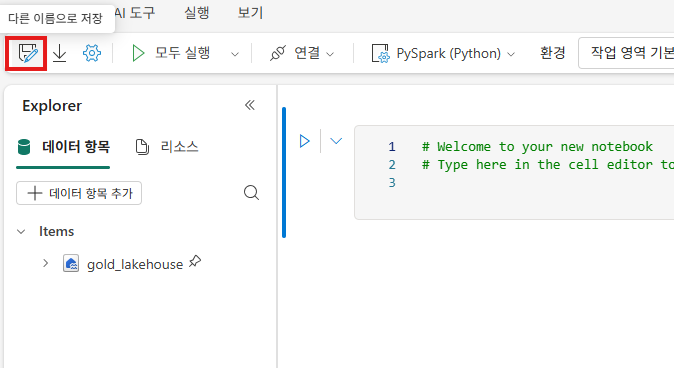 AI 도구 실행 보기
다른 이름으로 저장
모두 실행 연결 PySpark (Python) 환경 작업 영역 기본
Explorer
데이터 항목 리소스
데이터 항목 추가
Items
gold_lakehouse
1 # Welcome to your new notebook
2 # Type here in the cell editor to
3